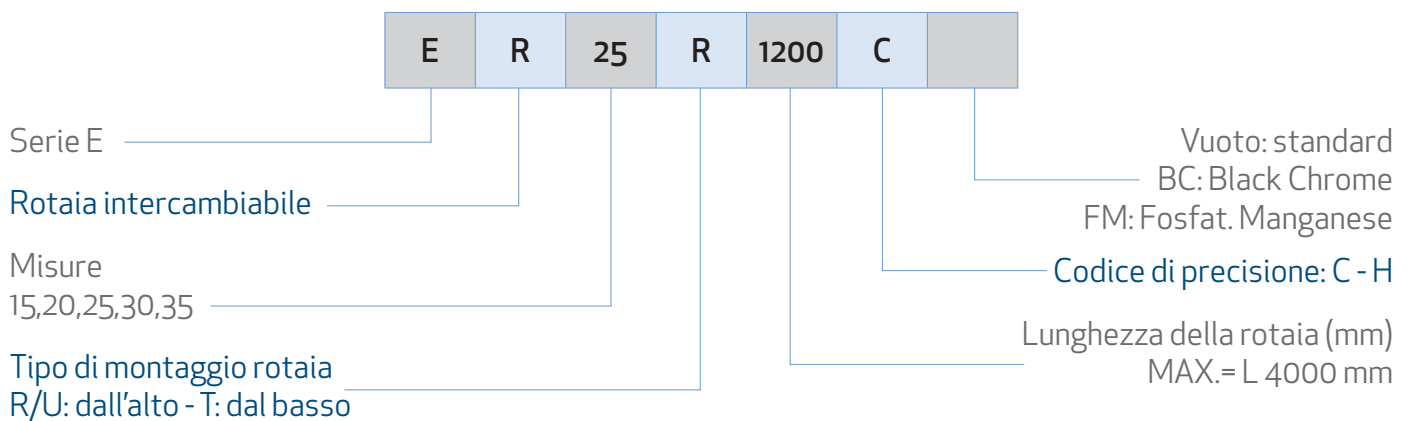 E R 25 R 1200 C
Serie E
Rotaia intercambiabile
Misure
15,20,25,30,35
Tipo di montaggio rotaia
R/U: dall'alto - T: dal basso
Vuoto: standard
BC: Black Chrome
FM: Fosfat. Manganese
Codice di precisione: C - H
Lunghezza della rotaia (mm)
MAX.= L 4000 mm